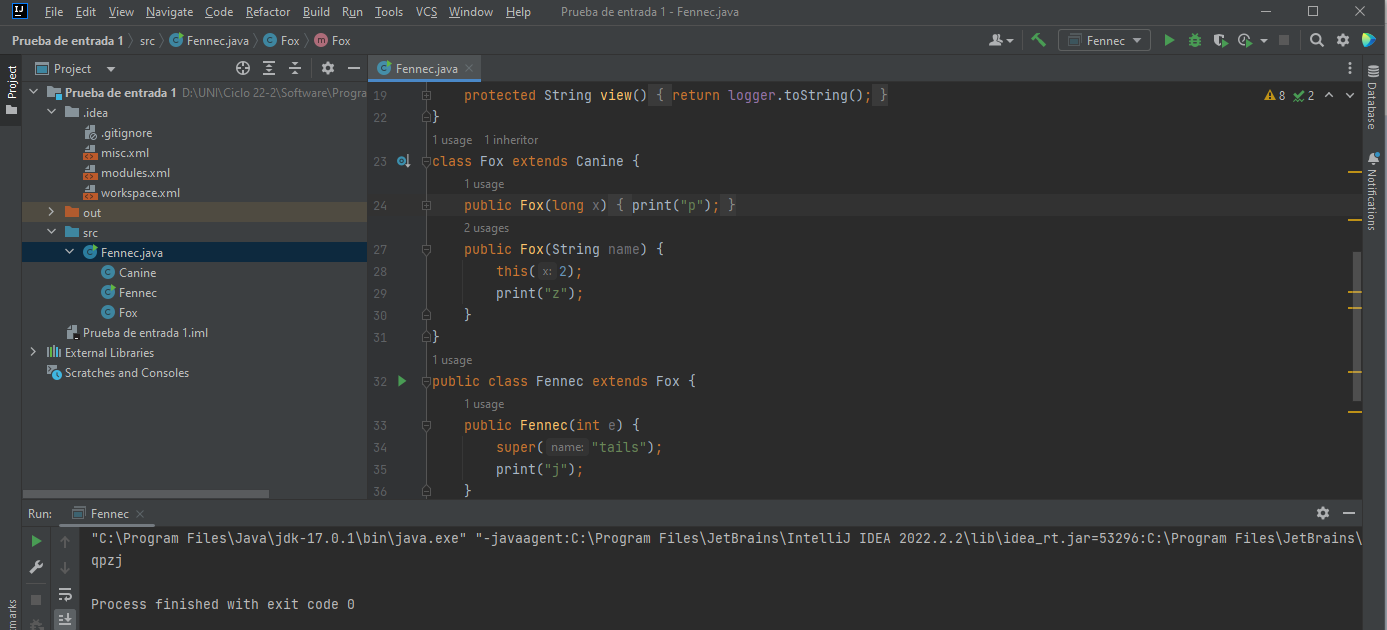 File Edit View Navigate Code Refactor Build Run Tools VCS Window Help Prueba de entrada 1 - Fennec.java
Prueba de entrada 1 src Fennec.java Fox Fox
Fennec
Project
Project
Prueba de entrada 1 D:\UNI\Ciclo 22-2\Software\Progra
.idea
.gitignore
misc.xml
modules.xml
workspace.xml
out
src
Fennec.java
Canine
Fennec
Fox
Prueba de entrada 1.iml
External Libraries
Scratches and Consoles
Fennec.java
8 2
19 protected String view() { return logger.toString(); }
22 }
1 usage 1 inheritor
23 class Fox extends Canine {
1 usage
24 public Fox(long x) { print("p"); }
2 usages
27 public Fox(String name) {
28 this( x: 2);
29 print("z");
30 }
31 }
1 usage
32 public class Fennec extends Fox {
1 usage
33 public Fennec(int e) {
34 super( name: "tails");
35 print("j");
36 }
Database
Notifications
Run: Fennec
"C:\Program Files\Java\jdk-17.0.1\bin\java.exe" "-javaagent:C:\Program Files\JetBrains\IntelliJ IDEA 2022.2.2\lib\idea_rt.jar=53296:C:\Program Files\JetBrains\
qpzj
Process finished with exit code 0
marks